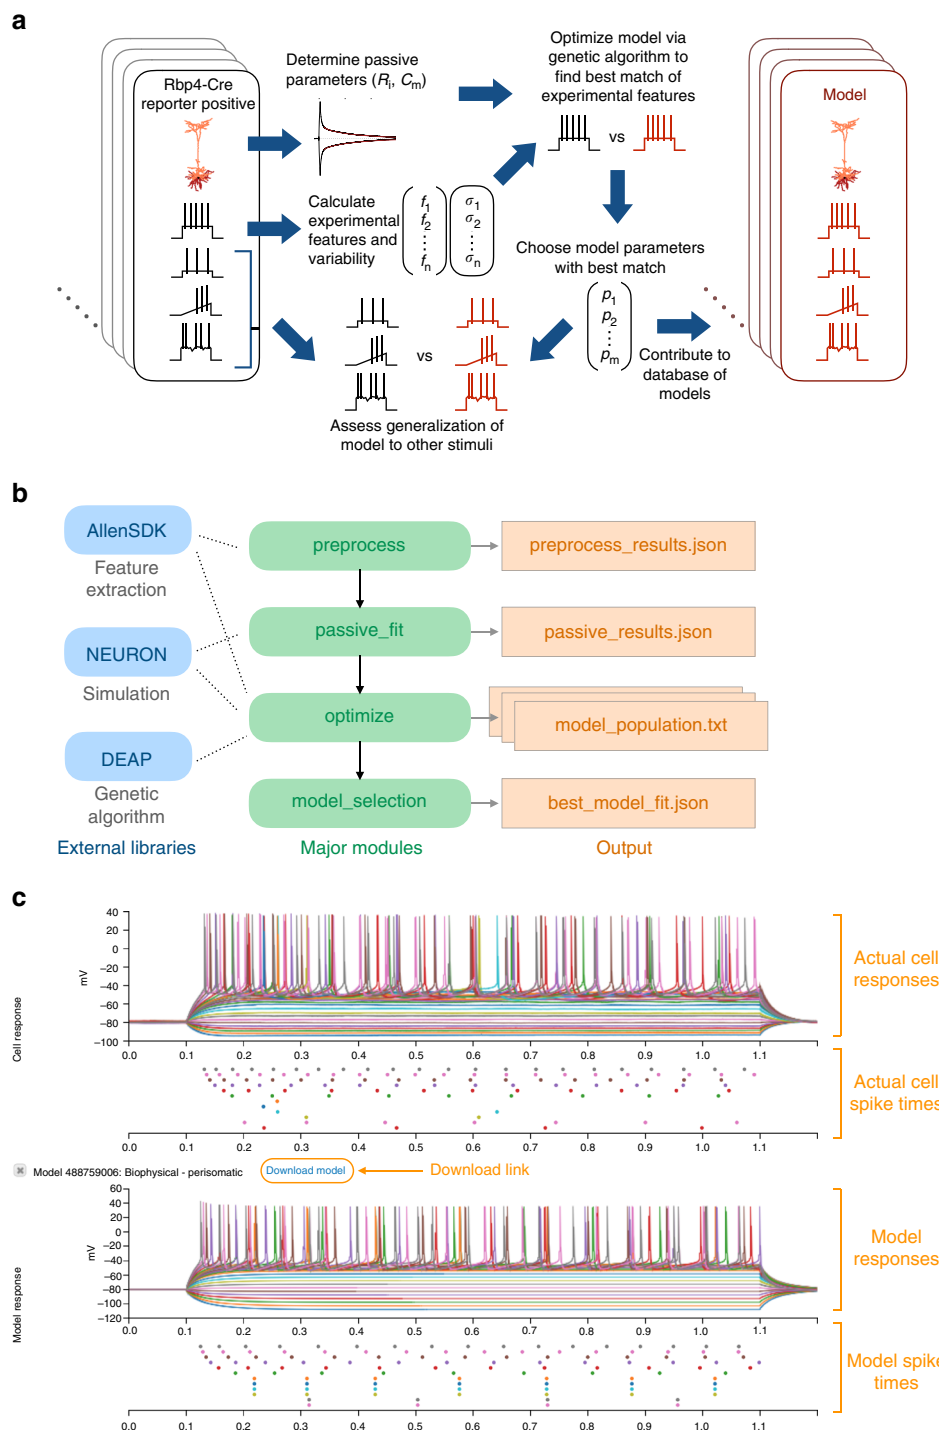 a
Rbp4-Cre
reporter positive
Determine passive
parameters (Ri, Cm)
Optimize model via
genetic algorithm to
find best match of
experimental features
vs
Model
Calculate
experimental
features and
variability
f1
f2
fn
σ1
σ2
σn
Choose model parameters
with best match
p1
p2
pm
vs
Contribute to
database of
models
Assess generalization of
model to other stimuli
b
AllenSDK
Feature
extraction
NEURON
Simulation
DEAP
Genetic
algorithm
External libraries
preprocess
passive_fit
optimize
model_selection
Major modules
preprocess_results.json
passive_results.json
model_population.txt
best_model_fit.json
Output
c
Cell response
mV
40
20
0
−20
−40
−60
−80
−100
0.0 0.1 0.2 0.3 0.4 0.5 0.6 0.7 0.8 0.9 1.0 1.1
Actual cell
responses
Actual cell
spike times
0.0 0.1 0.2 0.3 0.4 0.5 0.6 0.7 0.8 0.9 1.0 1.1
Model 488759006: Biophysical - perisomatic
Download model
Download link
Model response
mV
60
40
20
0
−20
−40
−60
−80
−100
−120
0.0 0.1 0.2 0.3 0.4 0.5 0.6 0.7 0.8 0.9 1.0 1.1
Model
responses
Model spike
times
0.0 0.1 0.2 0.3 0.4 0.5 0.6 0.7 0.8 0.9 1.0 1.1